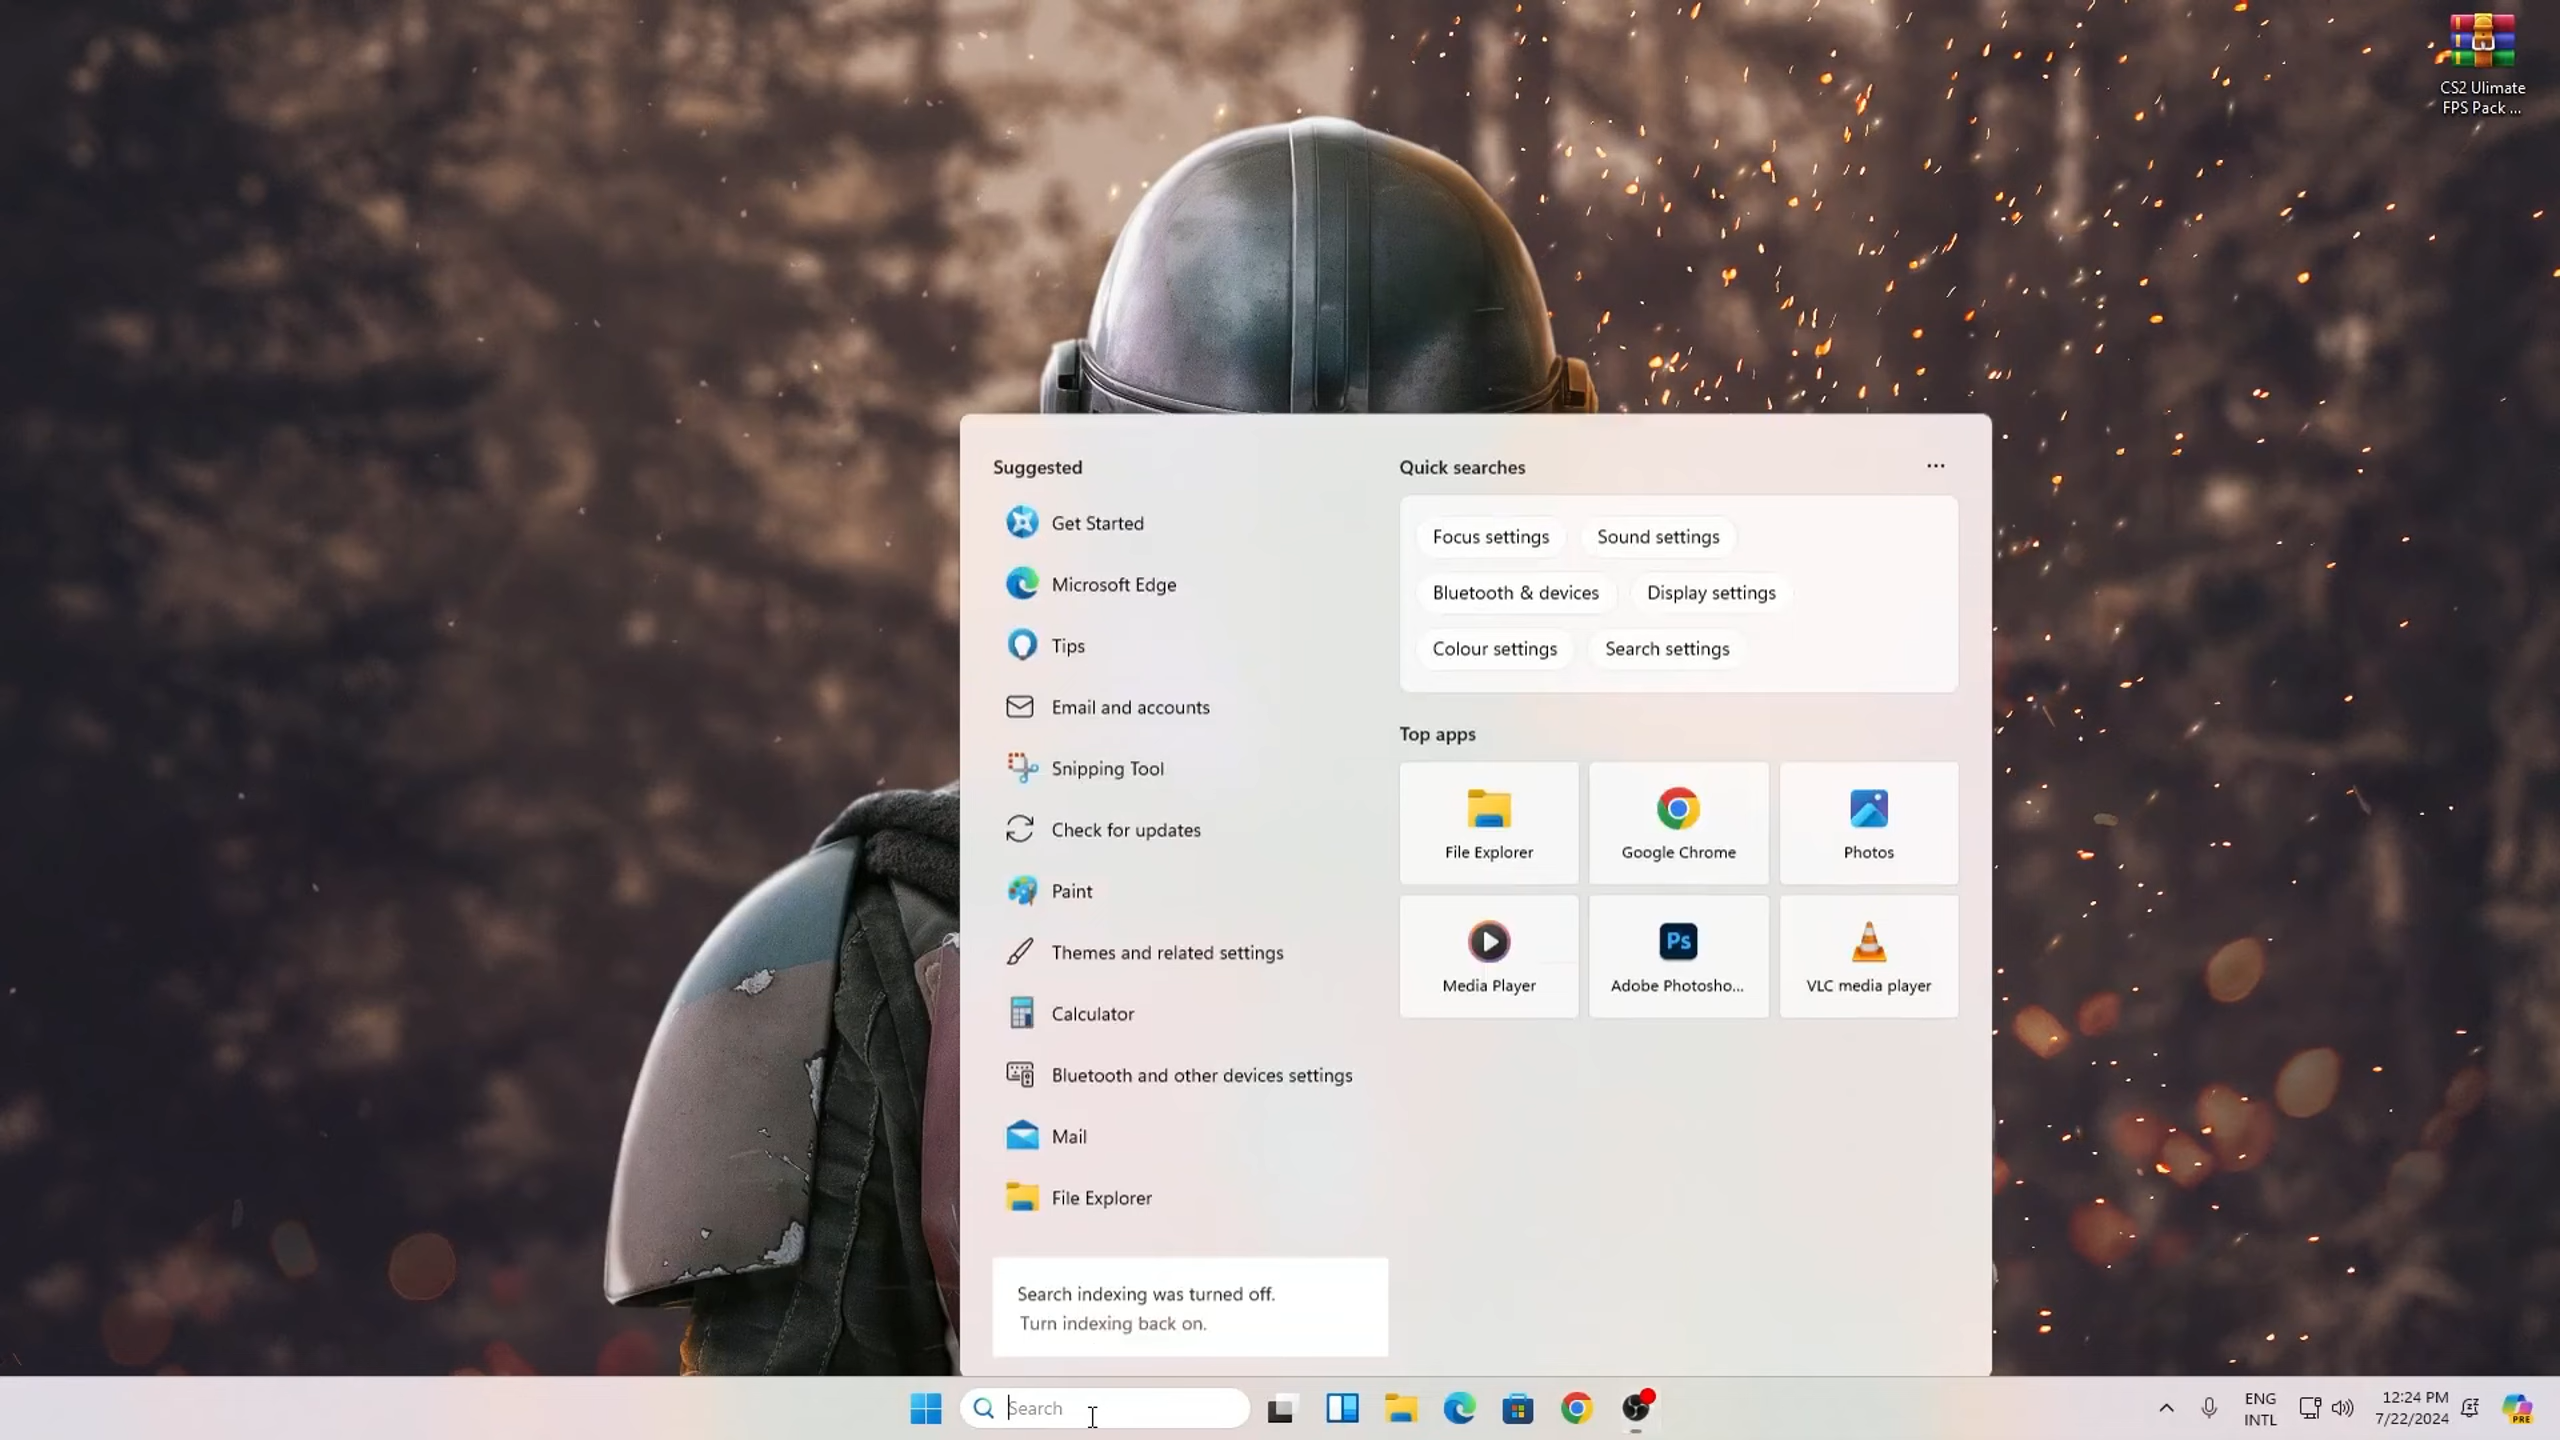 CS2 Ulimate
FPS Pack ...
Suggested
Get Started
Microsoft Edge
Tips
Email and accounts
Snipping Tool
Check for updates
Paint
Themes and related settings
Calculator
Bluetooth and other devices settings
Mail
File Explorer
Search indexing was turned off.
Turn indexing back on.
Quick searches
Focus settings
Sound settings
Bluetooth & devices
Display settings
Colour settings
Search settings
Top apps
File Explorer
Google Chrome
Photos
Media Player
Ps
Adobe Photosho...
VLC media player
Search
ENG
INTL
12:24 PM
7/22/2024
PRE